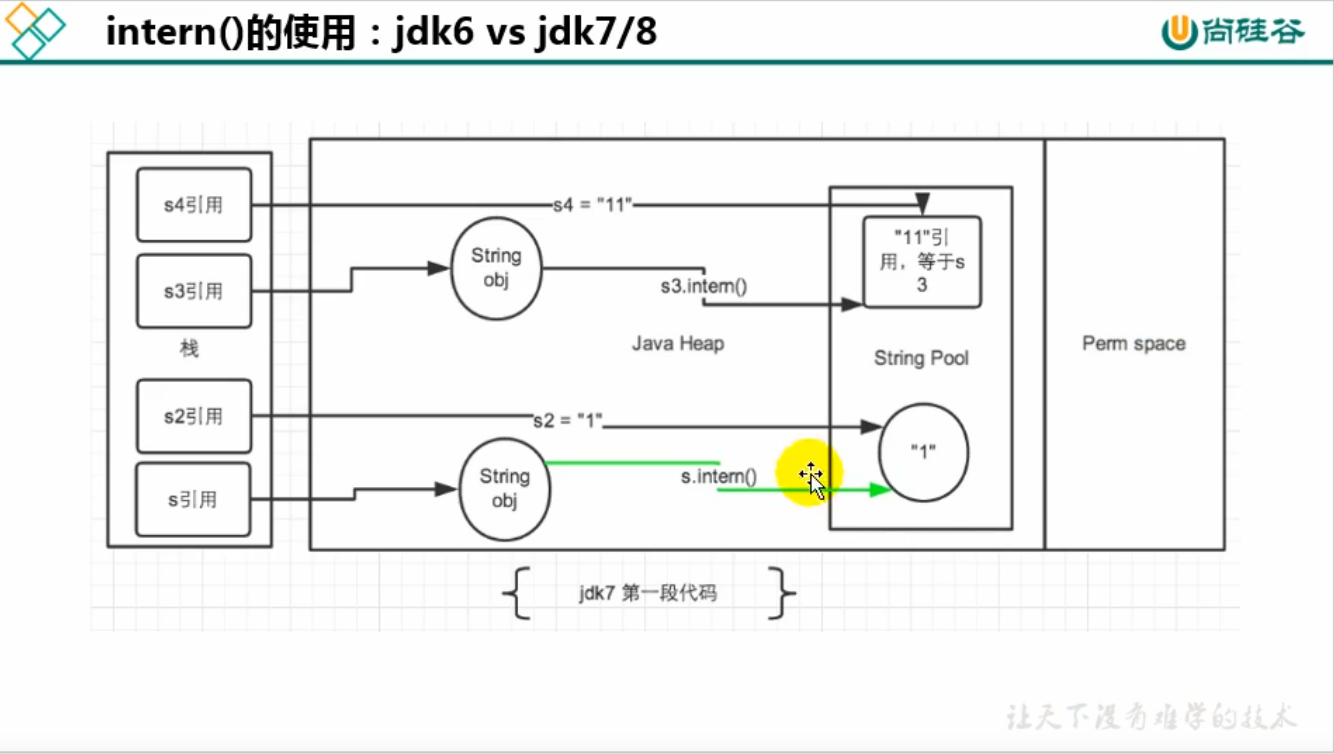 intern()的使用：jdk6 vs jdk7/8
尚硅谷
s4引用
s4 = "11"
String
obj
"11"引
用，等于s
3
s3引用
s3.intern()
栈
Java Heap
String Pool
Perm space
s2引用
s2 = "1"
"1"
String
obj
s.intern()
s引用
jdk7 第一段代码
让天下没有难学的技术